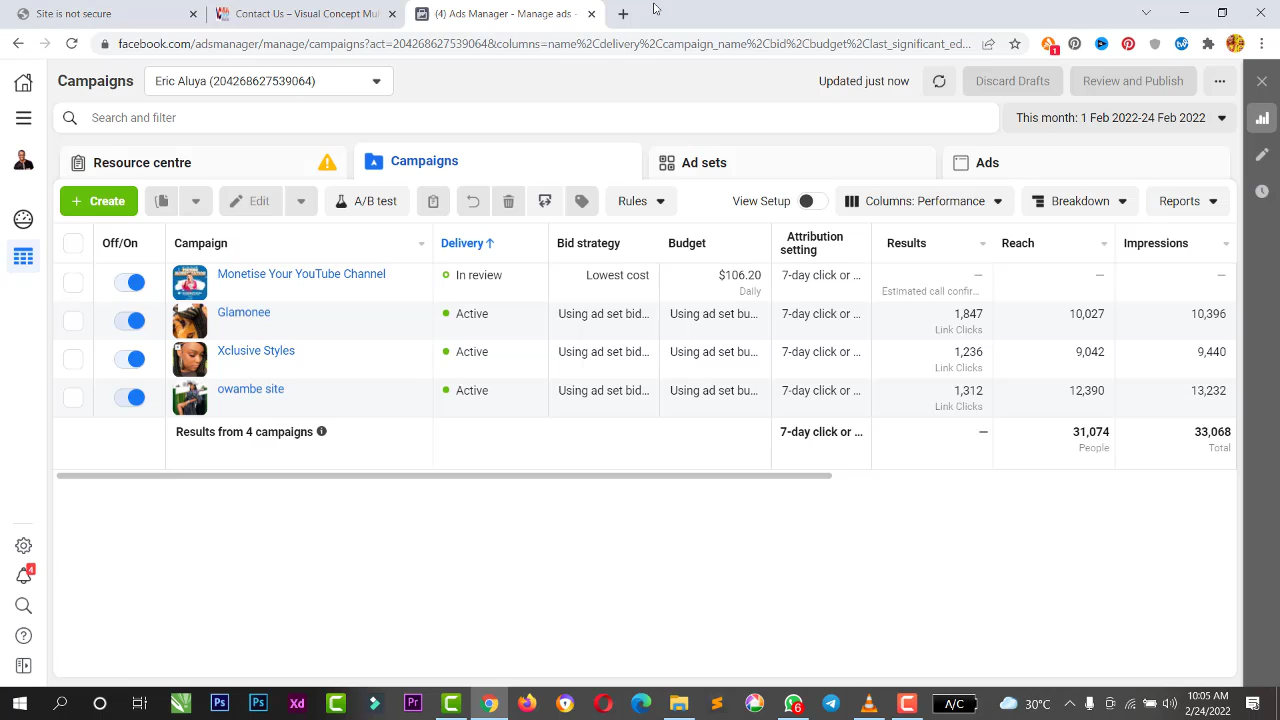 Site is not secure
Contact Us – Visual Concept Mul
(4) Ads Manager - Manage ads -
facebook.com/adsmanager/manage/campaigns?act=204268627539064&columns=name%2Cdelivery%2Ccampaign_name%2Cbid%2Cbudget%2Clast_significant_ed...
1
Campaigns
Eric Aluya (204268627539064)
Updated just now
Discard Drafts
Review and Publish
Search and filter
This month: 1 Feb 2022-24 Feb 2022
Resource centre
Campaigns
Ad sets
Ads
+ Create
Edit
A/B test
Rules
View Setup
Columns: Performance
Breakdown
Reports
Off/On
Campaign
Delivery ↑
Bid strategy
Budget
Attribution
setting
Results
Reach
Impressions
Monetise Your YouTube Channel
In review
Lowest cost
$106.20
Daily
7-day click or ...
—
Estimated call confir...
—
—
Glamonee
Active
Using ad set bid...
Using ad set bu...
7-day click or ...
1,847
Link Clicks
10,027
10,396
Xclusive Styles
Active
Using ad set bid...
Using ad set bu...
7-day click or ...
1,236
Link Clicks
9,042
9,440
owambe site
Active
Using ad set bid...
Using ad set bu...
7-day click or ...
1,312
Link Clicks
12,390
13,232
Results from 4 campaigns
7-day click or ...
—
31,074
People
33,068
Total
4
Ps
Ps
Xd
Pr
6
A/C
30°C
10:05 AM
2/24/2022